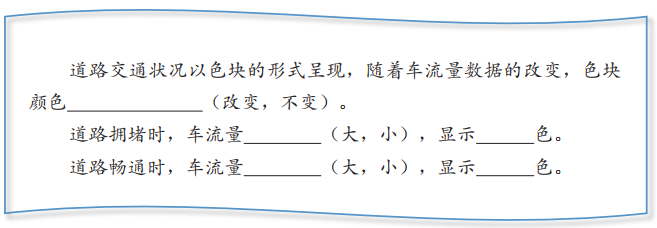 道路交通状况以色块的形式呈现，随着车流量数据的改变，色块
颜色______________（改变，不变）。
道路拥堵时，车流量________（大，小），显示______色。
道路畅通时，车流量________（大，小），显示______色。